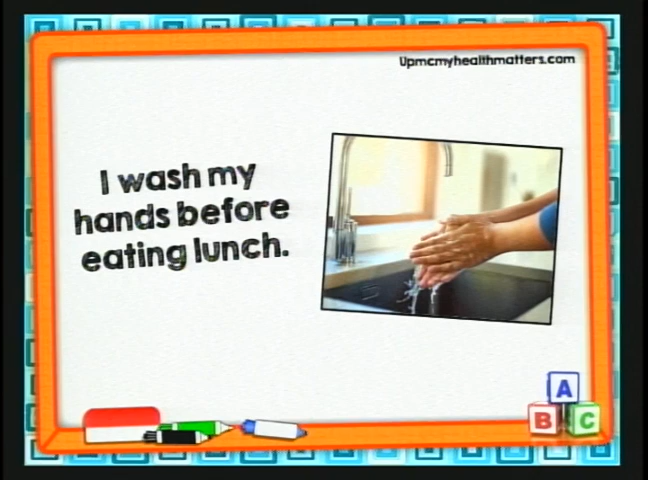 Upmcmyhealthmatters.com
I wash my
hands before
eating lunch.
A
B C